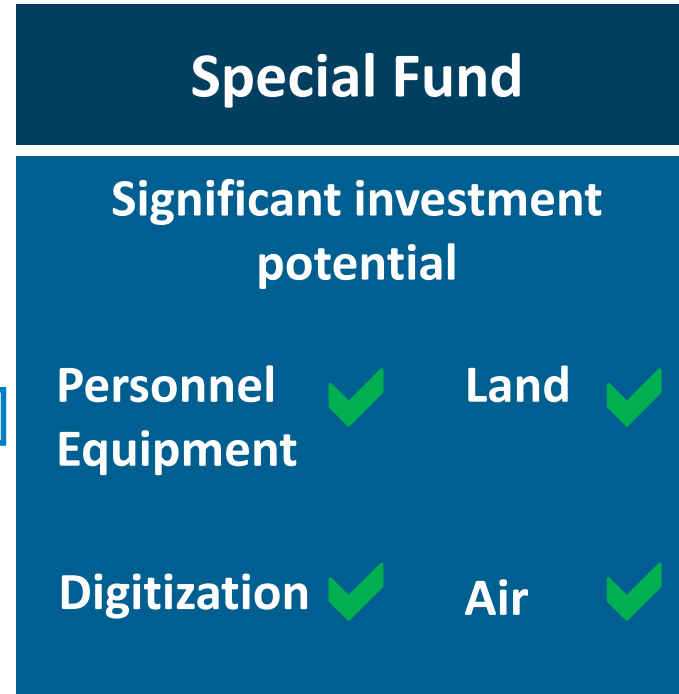 Special Fund
Significant investment
potential
Personnel
Equipment
Land
Digitization
Air